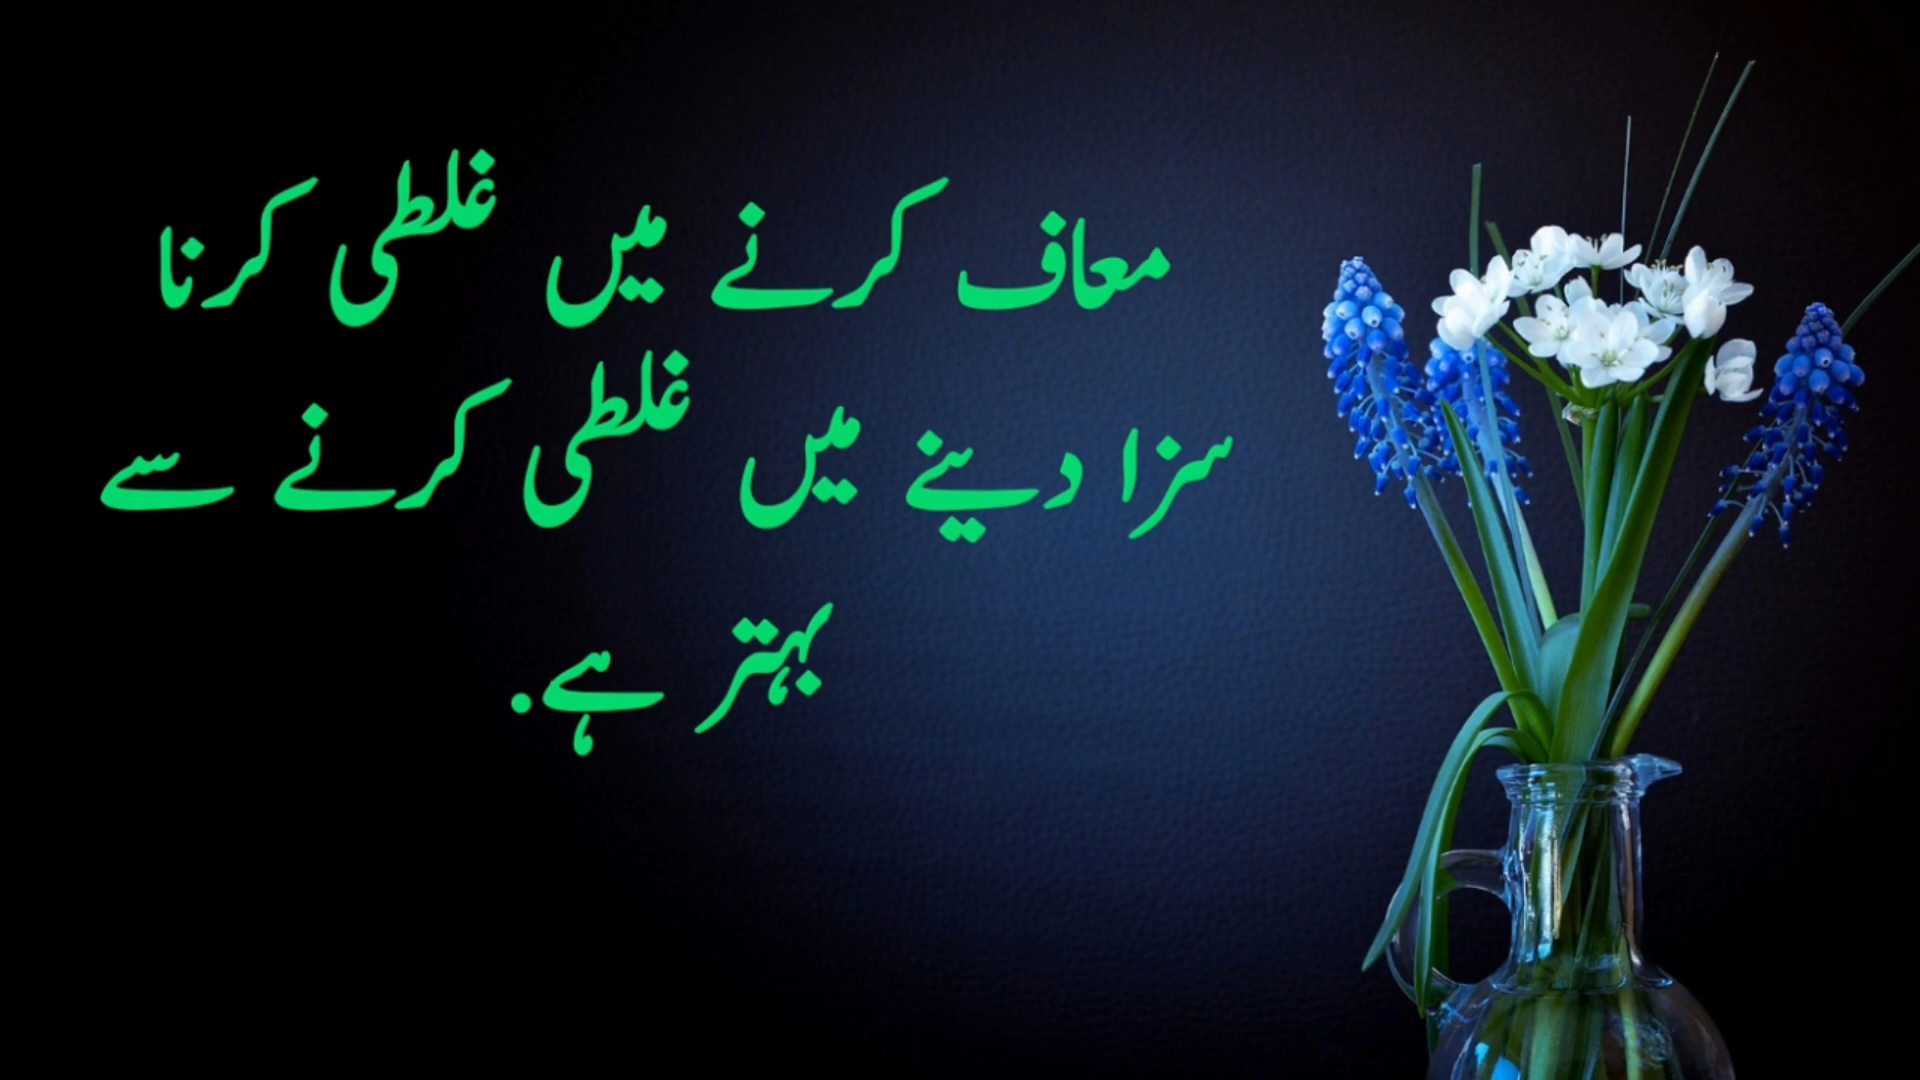 معاف کرنے میں غلطی کرنا
سزا دینے میں غلطی کرنے سے
بہتر ہے.